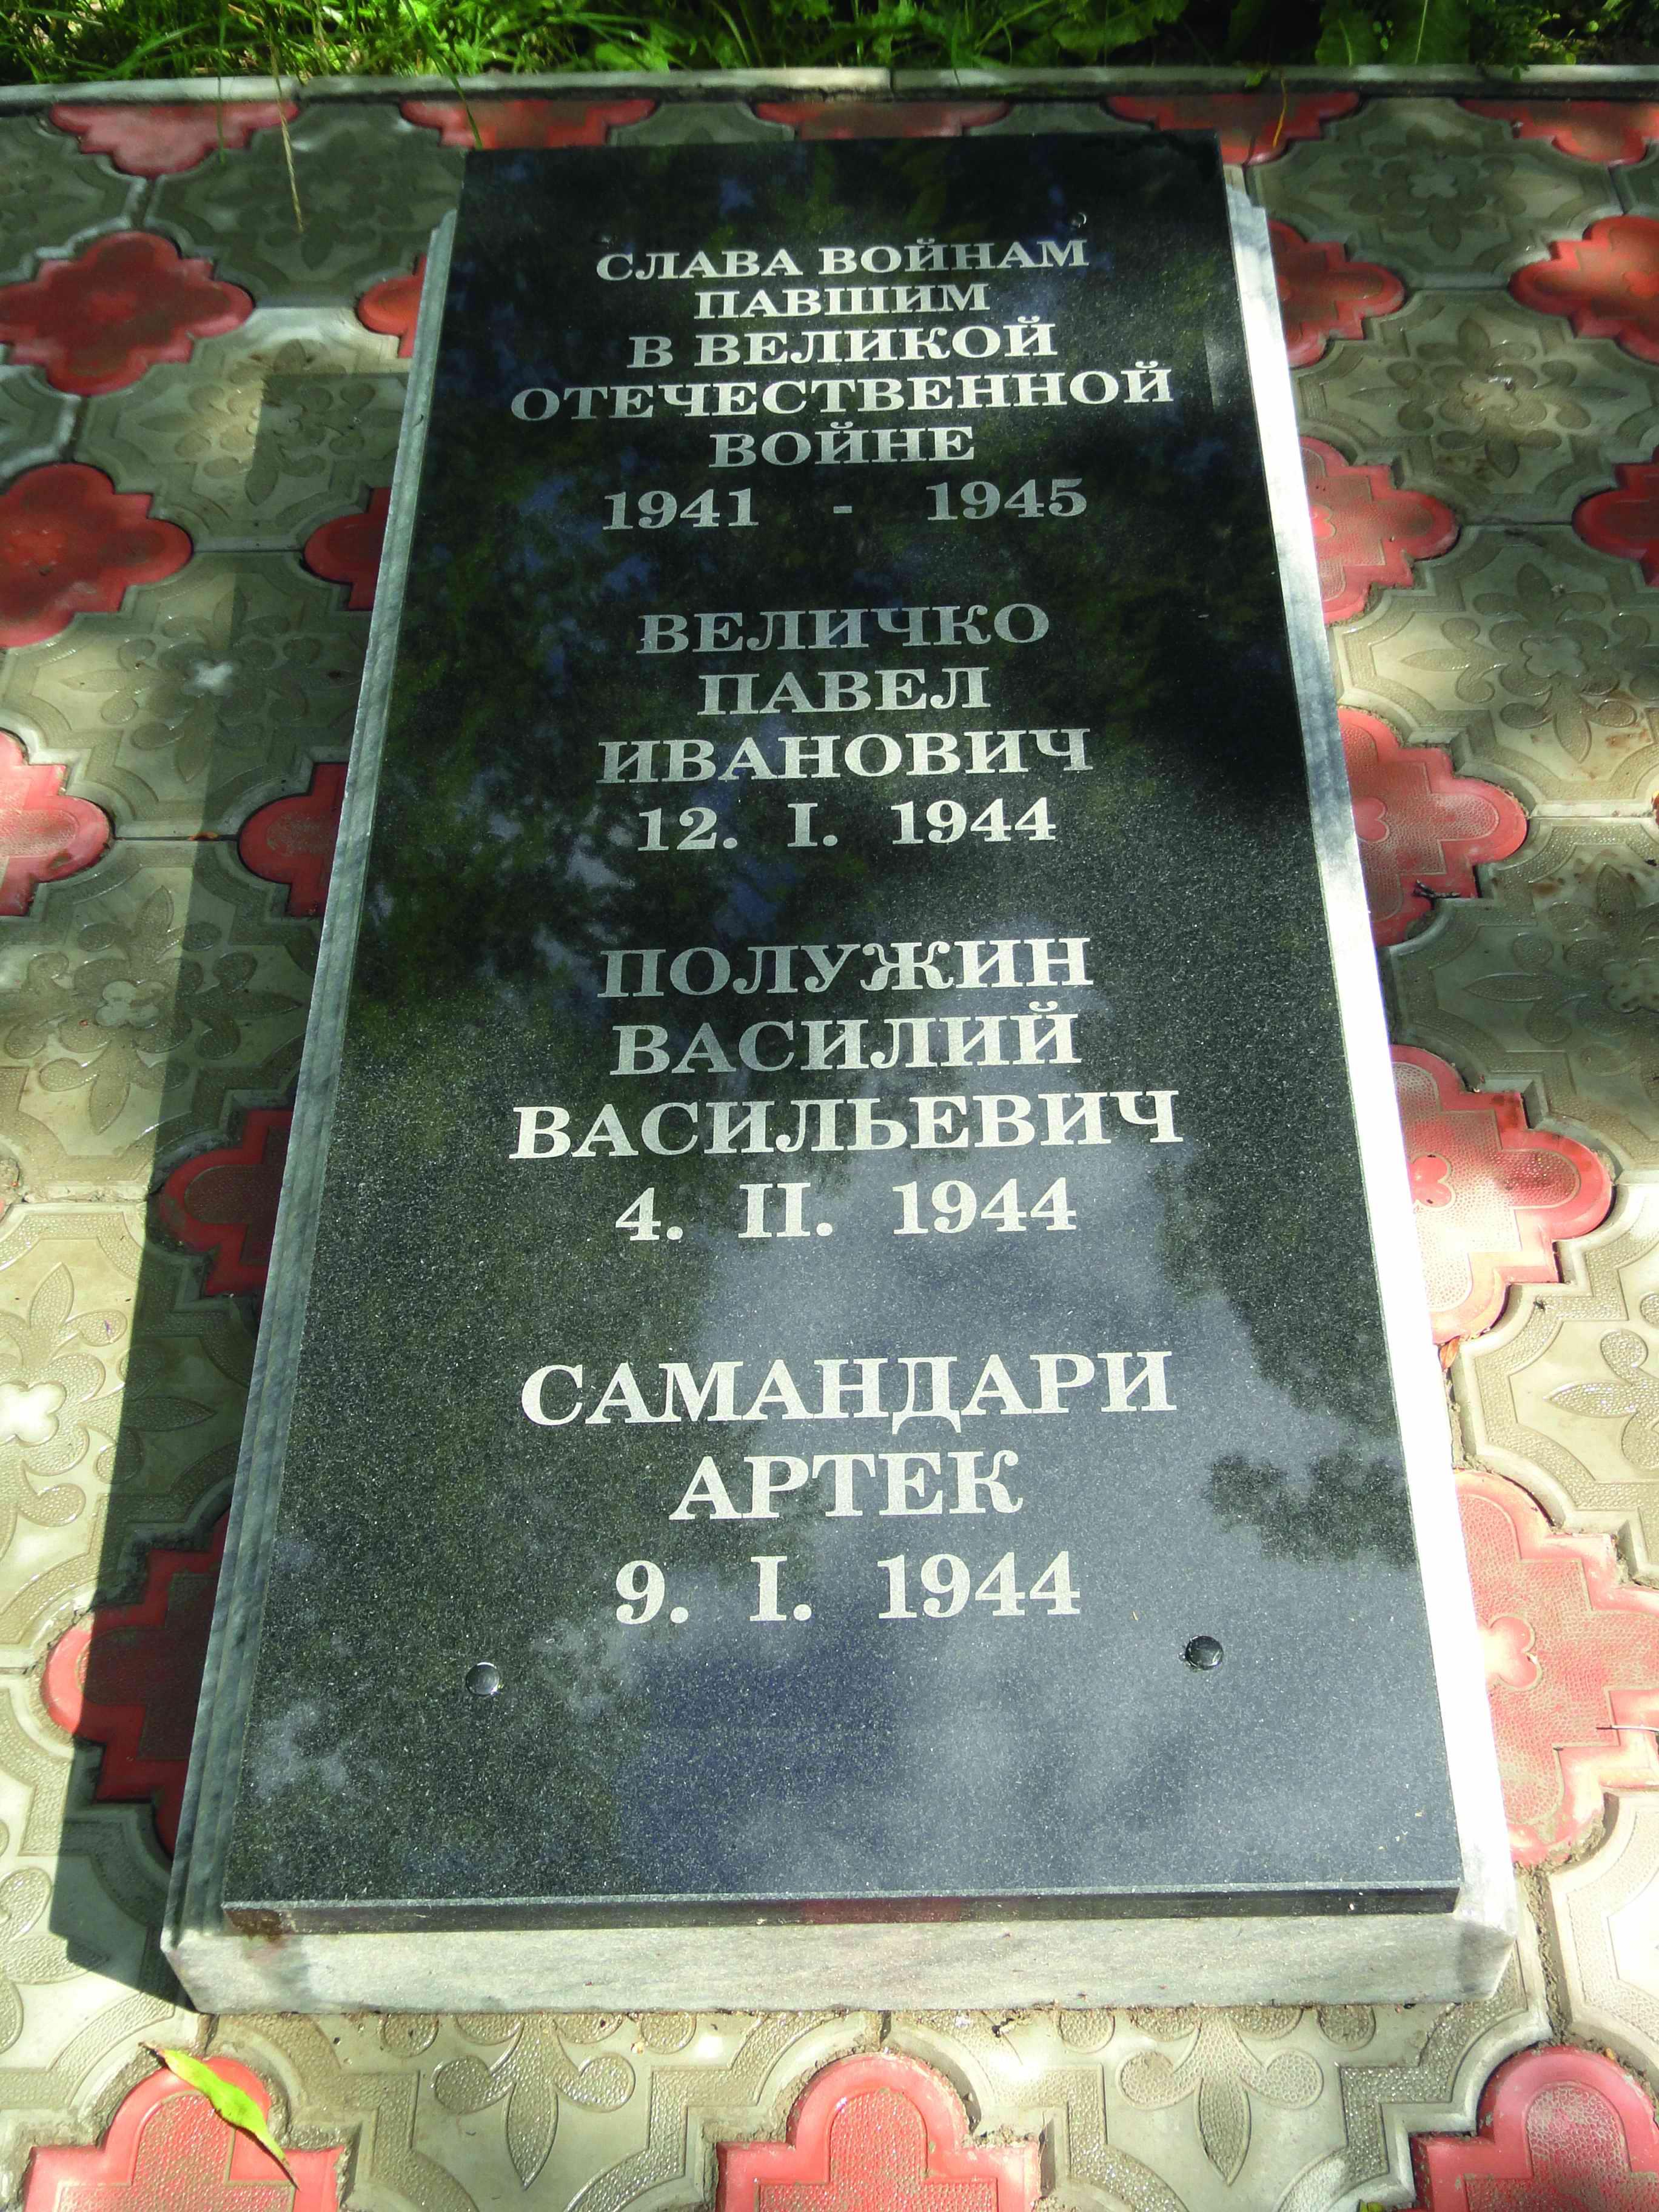 СЛАВА ВОЙНАМ
ПАВШИМ
В ВЕЛИКОЙ
ОТЕЧЕСТВЕННОЙ
ВОЙНЕ
1941 - 1945
ВЕЛИЧКО
ПАВЕЛ
ИВАНОВИЧ
12. I. 1944
ПОЛУЖИН
ВАСИЛИЙ
ВАСИЛЬЕВИЧ
4. II. 1944
САМАНДАРИ
АРТЕК
9. I. 1944